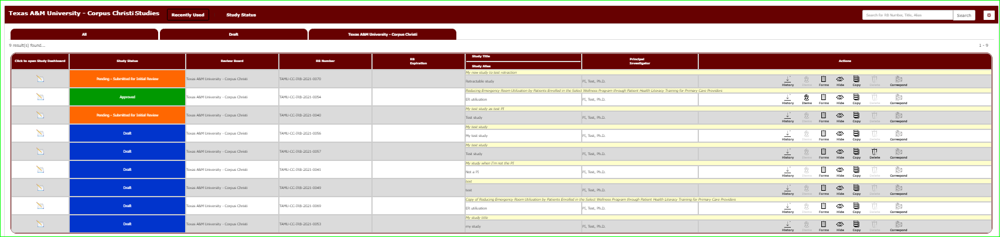 Texas A&M University - Corpus Christi Studies Recently Used Study Status Search for RB Number, Title, Alias Search
All Draft Texas A&M University - Corpus Christi
9 result(s) found... 1 - 9
Click to open Study Dashboard Study Status Review Board RB Number RB Expiration Study Title Study Alias Principal Investigator Actions
My new study to test retraction
Pending - Submitted for Initial Review Texas A&M University - Corpus Christi TAMU-CC-IRB-2021-0070 Retractable study PI, Test, Ph.D. History Items Forms Hide Copy Delete Correspond
Reducing Emergency Room Utilization by Patients Enrolled in the Select Wellness Program through Patient Health Literacy Training for Primary Care Providers
Approved Texas A&M University - Corpus Christi TAMU-CC-IRB-2021-0054 ER utilization PI, Test, Ph.D. History Items Forms Hide Copy Delete Correspond
My test study as test PI
Pending - Submitted for Initial Review Texas A&M University - Corpus Christi TAMU-CC-IRB-2021-0040 Test study PI, Test, Ph.D. History Items Forms Hide Copy Delete Correspond
My test study
Draft Texas A&M University - Corpus Christi TAMU-CC-IRB-2021-0056 My test study PI, Test, Ph.D. History Items Forms Hide Copy Delete Correspond
My test study
Draft Texas A&M University - Corpus Christi TAMU-CC-IRB-2021-0057 Test study PI, Test, Ph.D. History Items Forms Hide Copy Delete Correspond
My study when I'm not the PI
Draft Texas A&M University - Corpus Christi TAMU-CC-IRB-2021-0041 Not a PI PI, Test, Ph.D. History Items Forms Hide Copy Delete Correspond
test
Draft Texas A&M University - Corpus Christi TAMU-CC-IRB-2021-0049 test PI, Test, Ph.D. History Items Forms Hide Copy Delete Correspond
Copy of Reducing Emergency Room Utilization by Patients Enrolled in the Select Wellness Program through Patient Health Literacy Training for Primary Care Providers
Draft Texas A&M University - Corpus Christi TAMU-CC-IRB-2021-0069 ER utilization PI, Test, Ph.D. History Items Forms Hide Copy Delete Correspond
My study title
Draft Texas A&M University - Corpus Christi TAMU-CC-IRB-2021-0053 my study PI, Test, Ph.D. History Items Forms Hide Copy Delete Correspond